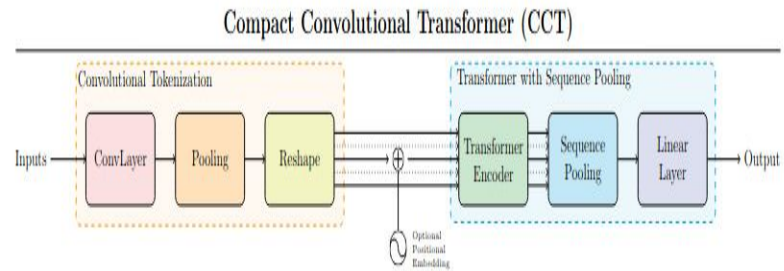 Compact Convolutional Transformer (CCT)
Convolutional Tokenization
Transformer with Sequence Pooling
Inputs
ConvLayer
Pooling
Reshape
Transformer
Encoder
Sequence
Pooling
Linear
Layer
Output
Optional
Positional
Embedding